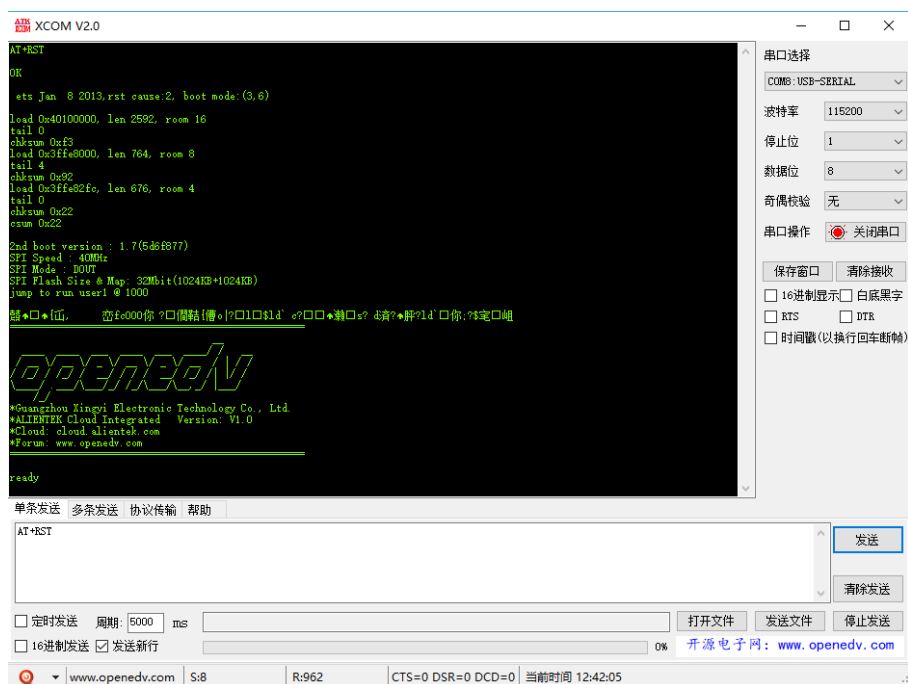 ATK
COM XCOM V2.0
AT+RST
OK
ets Jan  8 2013,rst cause:2, boot mode:(3,6)
load 0x40100000, len 2592, room 16
tail 0
chksum 0xf3
load 0x3ffe8000, len 764, room 8
tail 4
chksum 0x92
load 0x3ffe82fc, len 676, room 4
tail 0
chksum 0x22
csum 0x22
2nd boot version : 1.7(5d6f877)
SPI Speed : 40MHz
SPI Mode : DOUT
SPI Flash Size & Map: 32Mbit(1024KB+1024KB)
jump to run user1 @ 1000
openedv
*Guangzhou Xingyi Electronic Technology Co., Ltd.
*ALIENTEK Cloud Integrated   Version: V1.0
*Cloud: cloud.alientek.com
*Forum: www.openedv.com
ready
串口选择
COM8:USB-SERIAL
波特率 115200
停止位 1
数据位 8
奇偶校验 无
串口操作 关闭串口
保存窗口 清除接收
16进制显示 白底黑字
RTS DTR
时间戳(以换行回车断帧)
单条发送 多条发送 协议传输 帮助
AT+RST
发送
清除发送
定时发送 周期: 5000 ms 打开文件 发送文件 停止发送
16进制发送 发送新行 0% 开源电子网: www.openedv.com
www.openedv.com S:8 R:962 CTS=0 DSR=0 DCD=0 当前时间 12:42:05